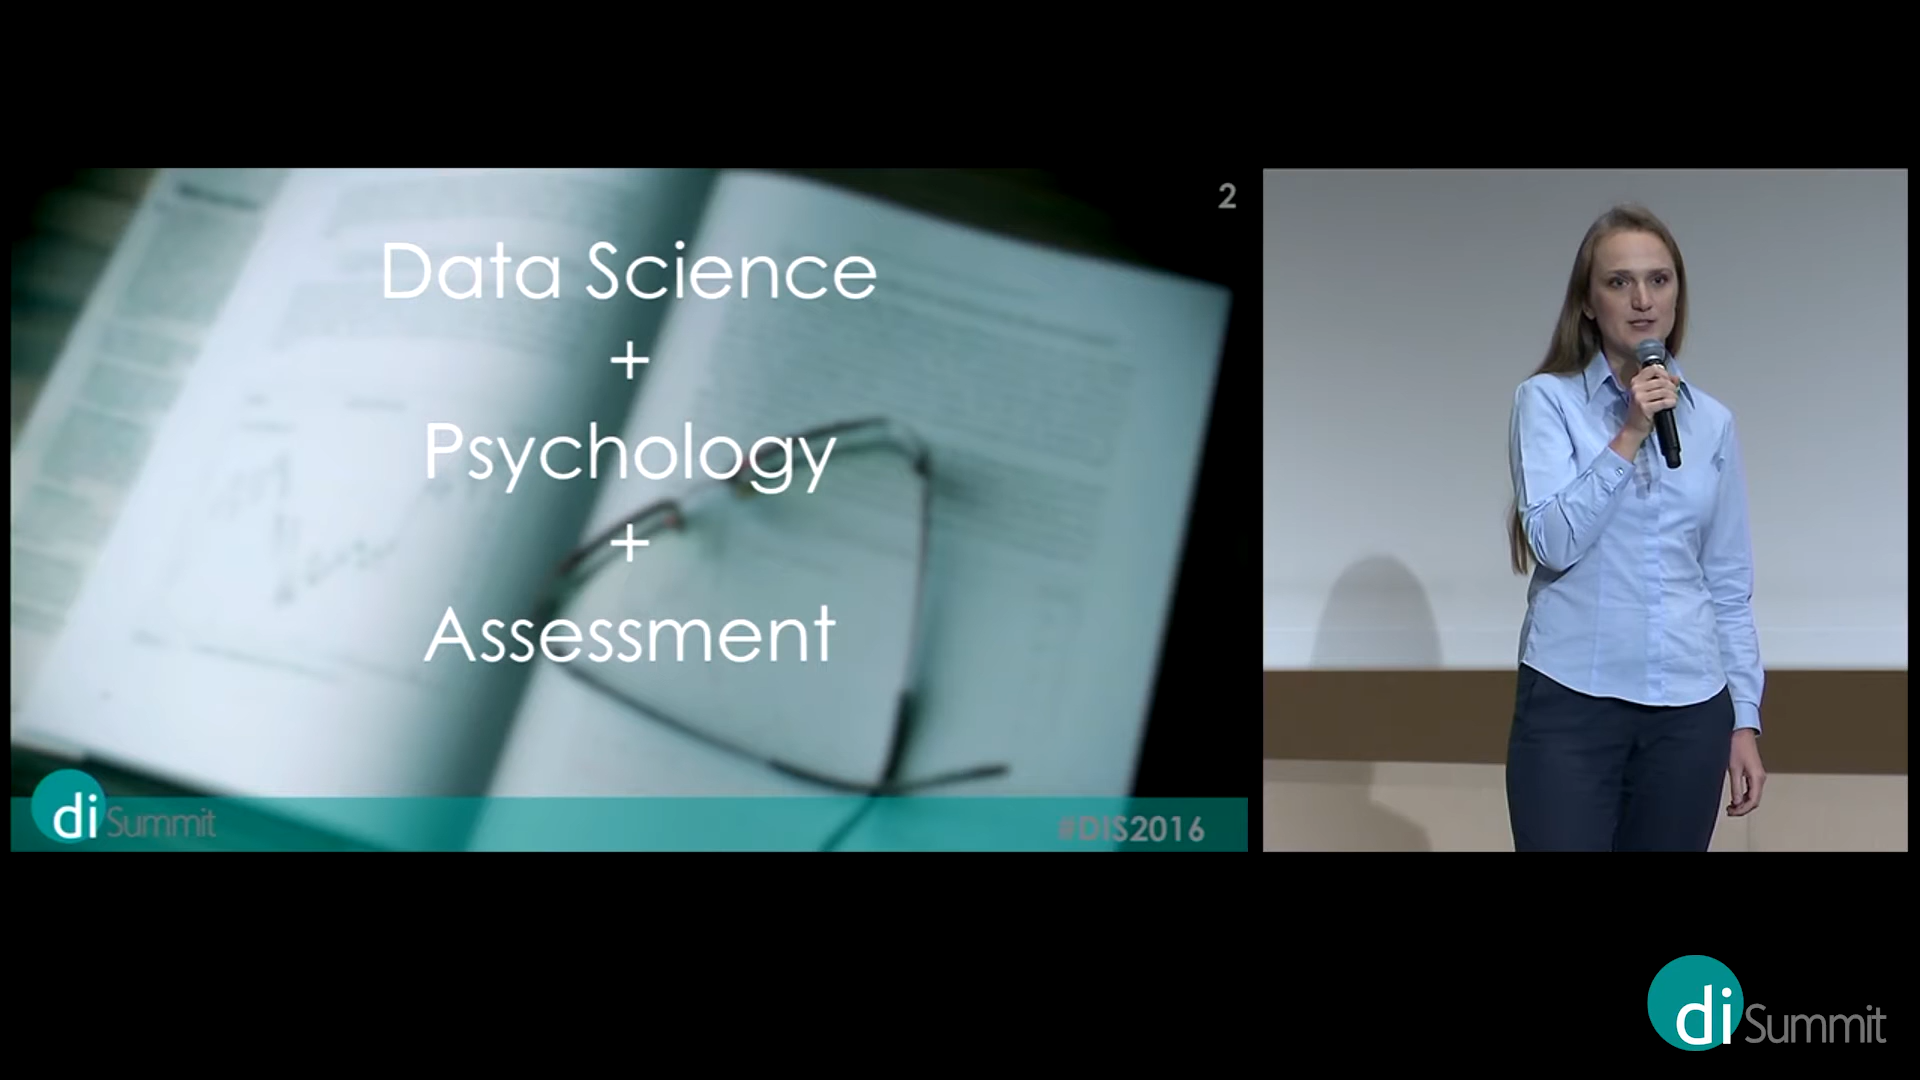 2
Data Science
+
Psychology
+
Assessment
di Summit
#DIS2016
di Summit